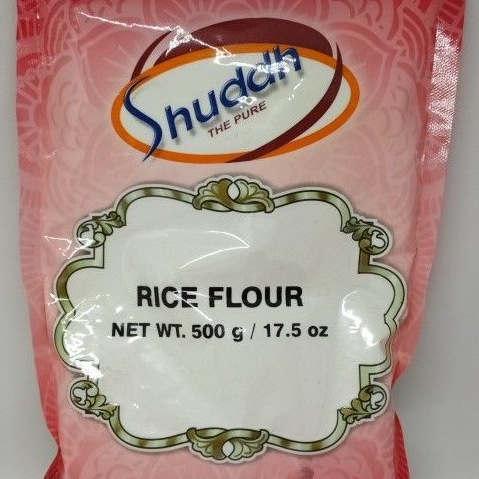 Shuddh
THE PURE
RICE FLOUR
NET WT. 500 g / 17.5 oz